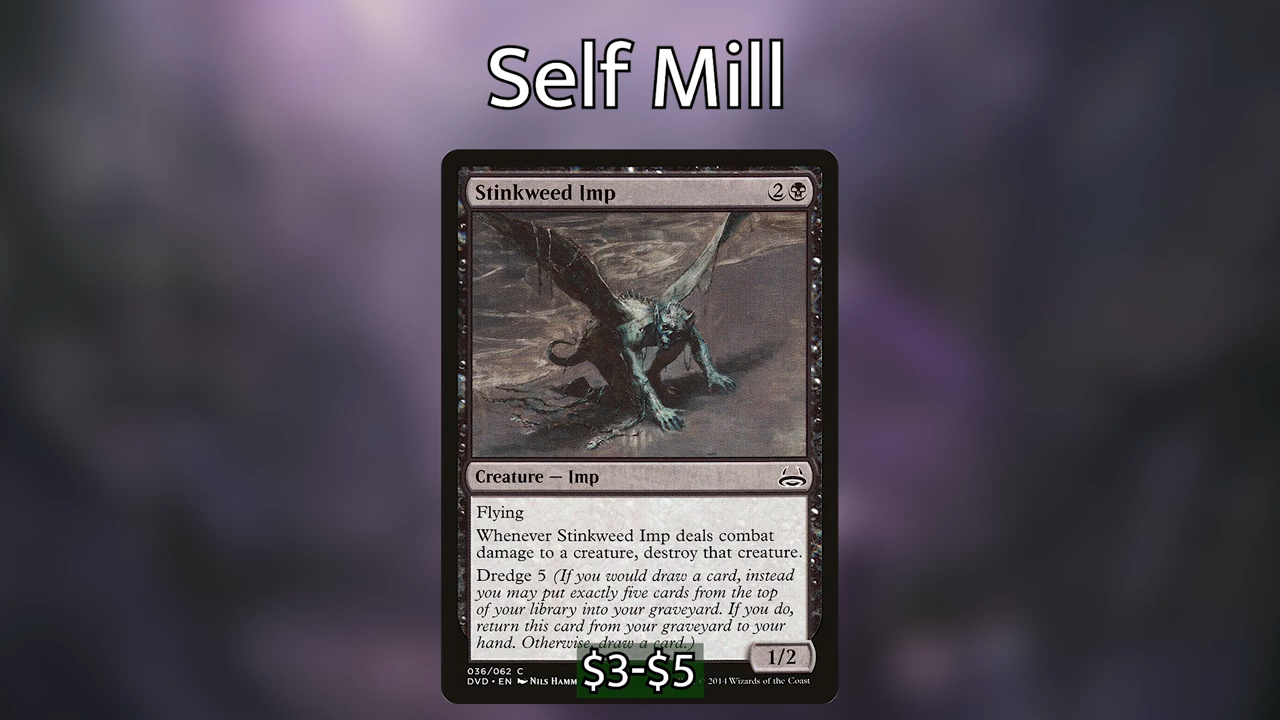 Self Mill
Stinkweed Imp
2
Creature — Imp
Flying
Whenever Stinkweed Imp deals combat
damage to a creature, destroy that creature.
Dredge 5 (If you would draw a card, instead
you may put exactly five cards from the top
of your library into your graveyard. If you do,
return this card from your graveyard to your
hand. Otherwise, draw a card.)
1/2
$3-$5
036/062 C
DVD • EN NILS HAMM
2014 Wizards of the Coast